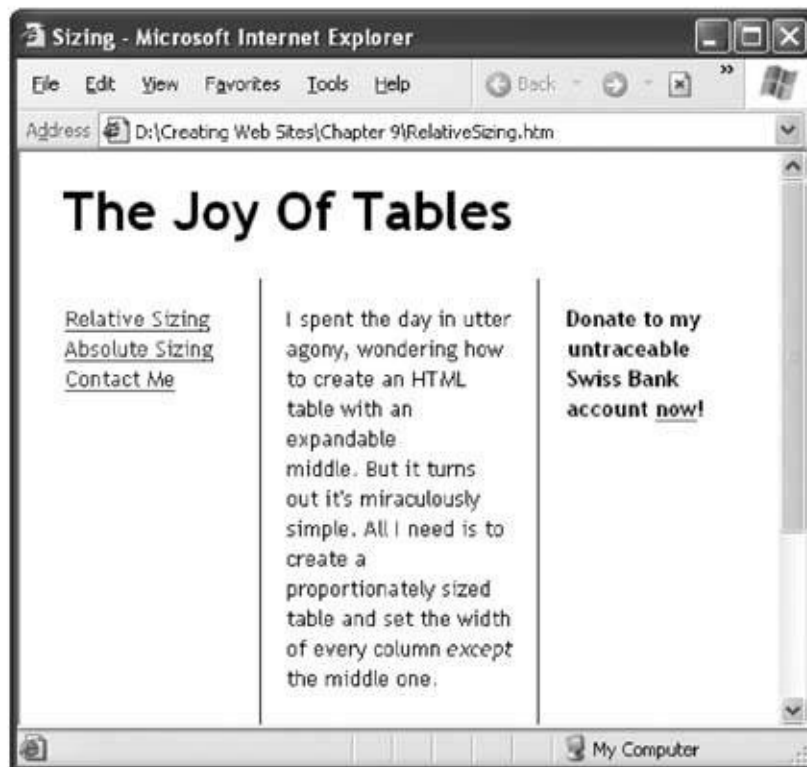 Sizing - Microsoft Internet Explorer
File Edit View Favorites Tools Help Back »
Address D:\Creating Web Sites\Chapter 9\RelativeSizing.htm
The Joy Of Tables
Relative Sizing
Absolute Sizing
Contact Me
I spent the day in utter
agony, wondering how
to create an HTML
table with an
expandable
middle. But it turns
out it's miraculously
simple. All I need is to
create a
proportionately sized
table and set the width
of every column except
the middle one.
Donate to my
untraceable
Swiss Bank
account now!
My Computer